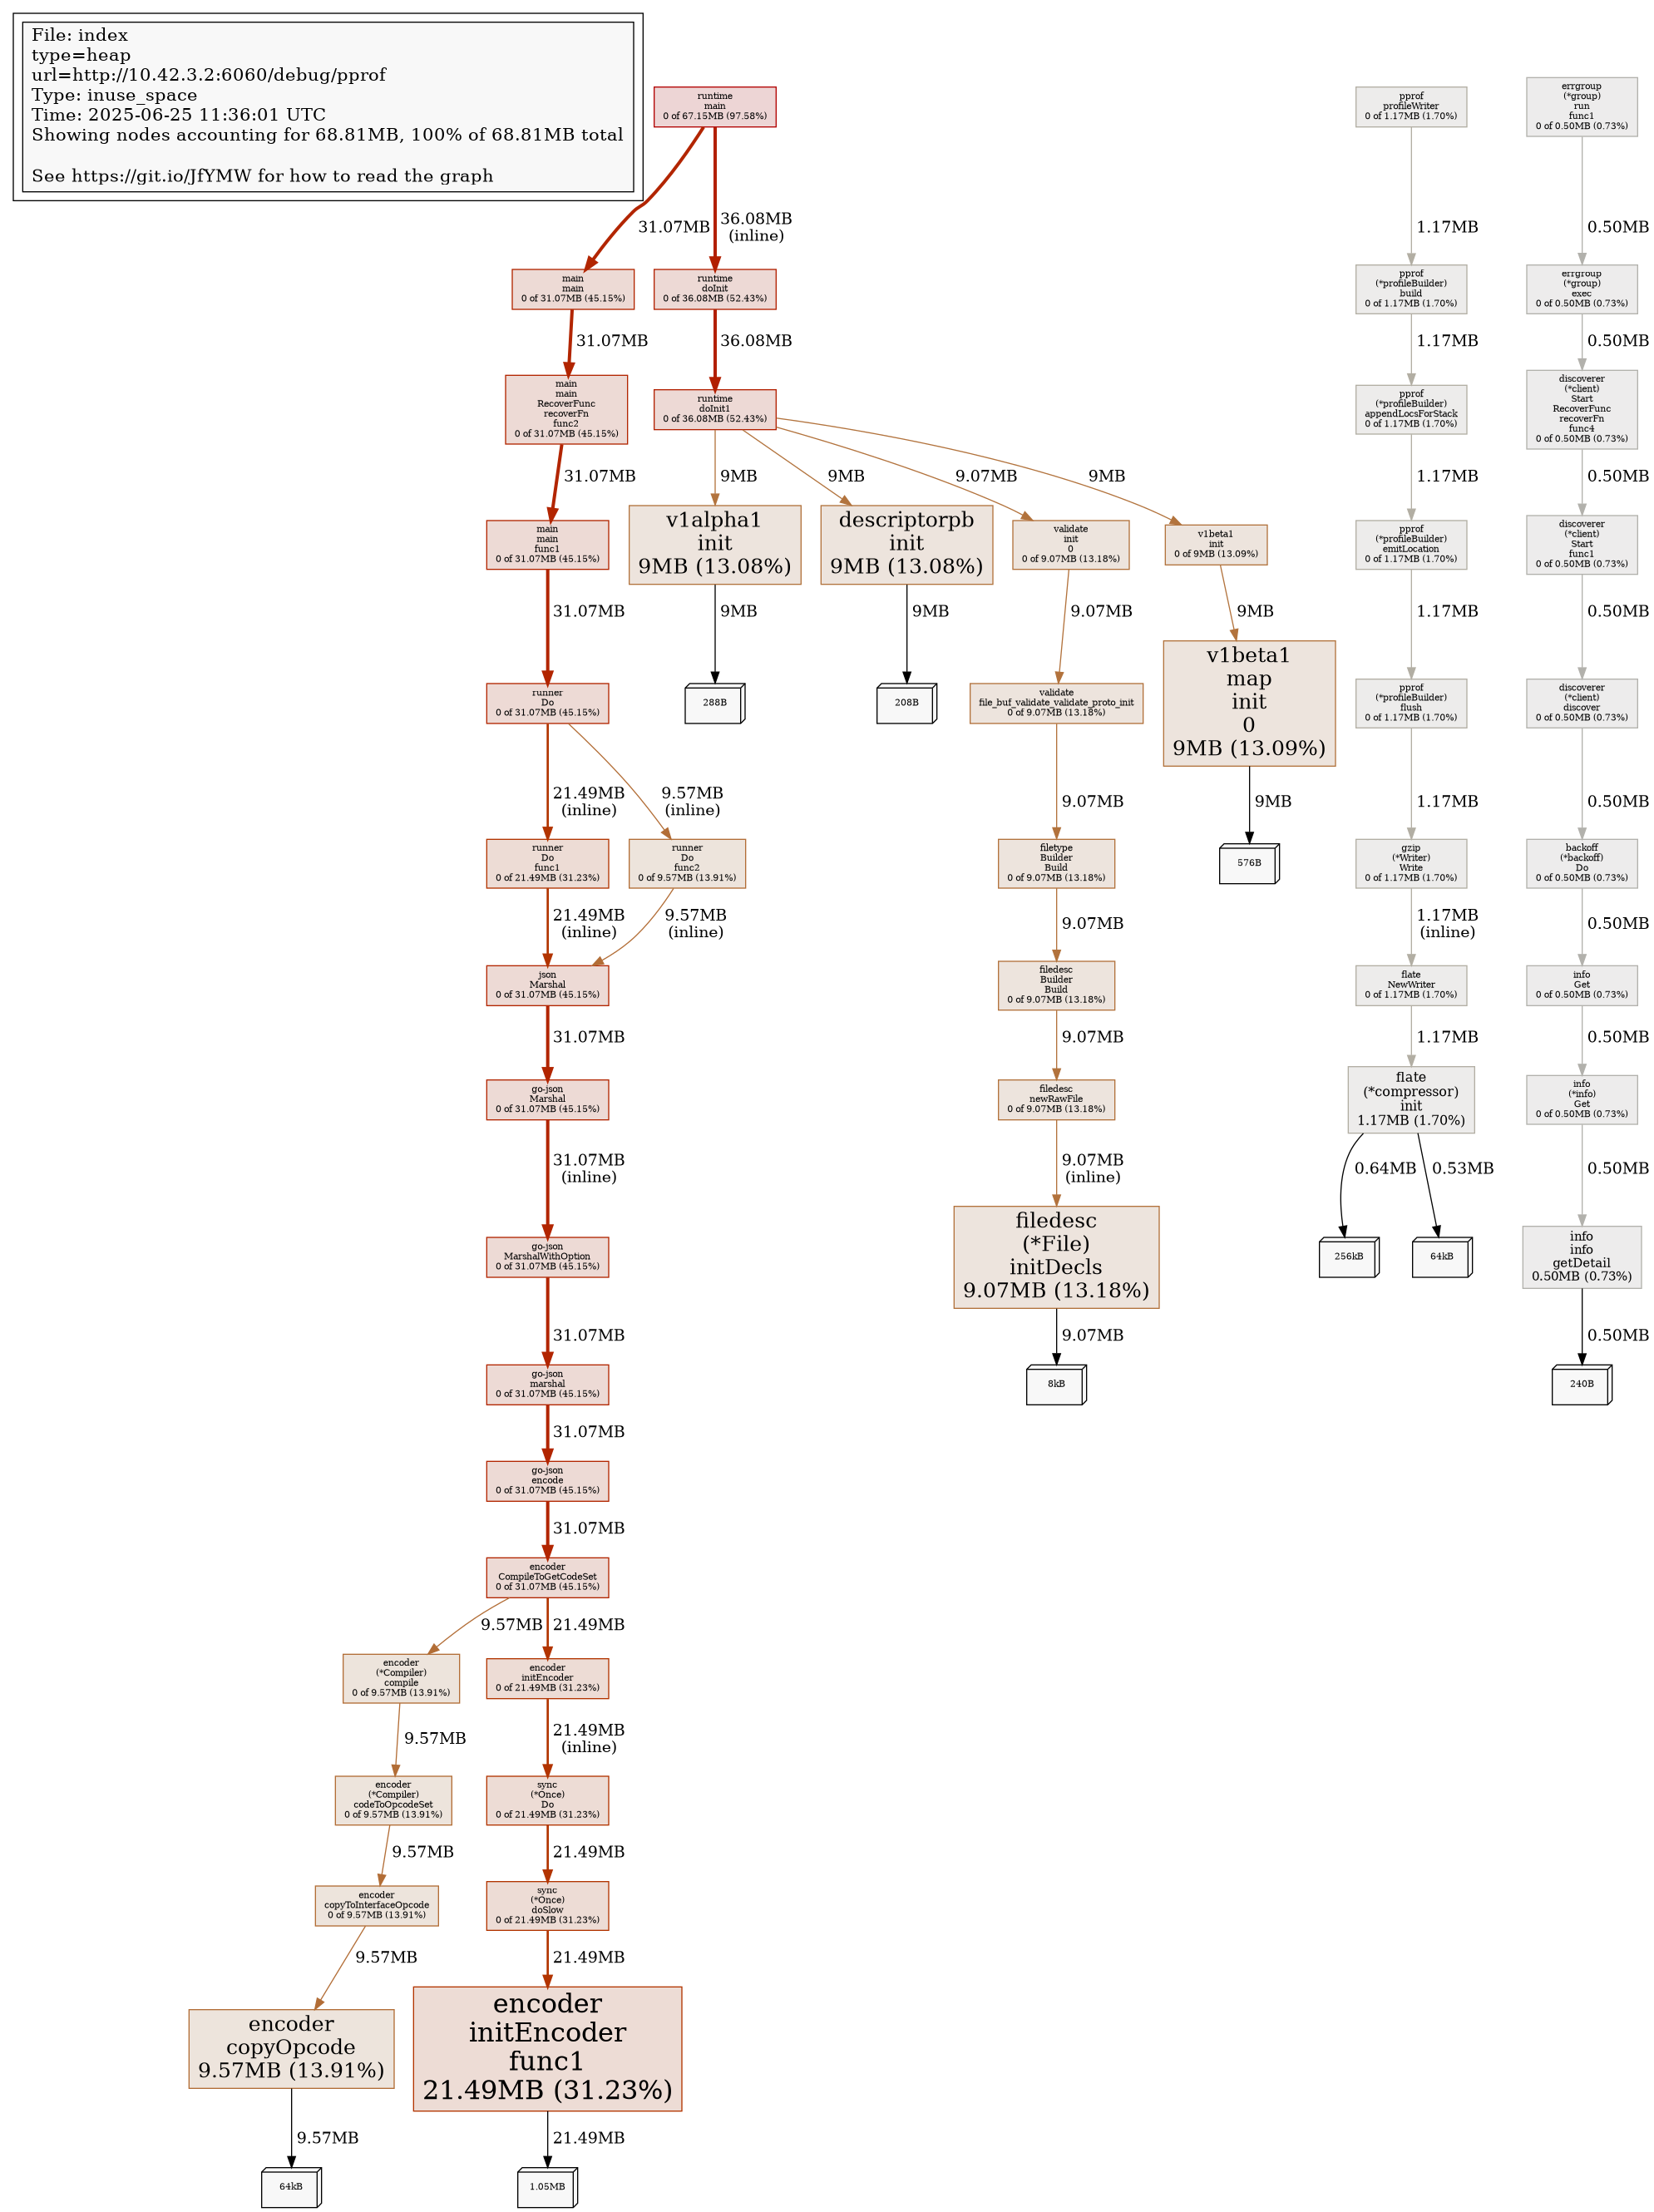 File: index
type=heap
url=http://10.42.3.2:6060/debug/pprof
Type: inuse_space
Time: 2025-06-25 11:36:01 UTC
Showing nodes accounting for 68.81MB, 100% of 68.81MB total
See https://git.io/JfYMW for how to read the graph
runtime
main
0 of 67.15MB (97.58%)
31.07MB
36.08MB
(inline)
main
main
0 of 31.07MB (45.15%)
runtime
doInit
0 of 36.08MB (52.43%)
31.07MB
36.08MB
main
main
RecoverFunc
recoverFn
func2
0 of 31.07MB (45.15%)
runtime
doInit1
0 of 36.08MB (52.43%)
31.07MB
9MB
9MB
9.07MB
9MB
main
main
func1
0 of 31.07MB (45.15%)
v1alpha1
init
9MB (13.08%)
descriptorpb
init
9MB (13.08%)
validate
init
0
0 of 9.07MB (13.18%)
v1beta1
init
0 of 9MB (13.09%)
31.07MB
9MB
9MB
9.07MB
9MB
runner
Do
0 of 31.07MB (45.15%)
288B
208B
validate
file_buf_validate_validate_proto_init
0 of 9.07MB (13.18%)
v1beta1
map
init
0
9MB (13.09%)
21.49MB
(inline)
9.57MB
(inline)
9.07MB
9MB
runner
Do
func1
0 of 21.49MB (31.23%)
runner
Do
func2
0 of 9.57MB (13.91%)
filetype
Builder
Build
0 of 9.07MB (13.18%)
576B
21.49MB
(inline)
9.57MB
(inline)
9.07MB
json
Marshal
0 of 31.07MB (45.15%)
filedesc
Builder
Build
0 of 9.07MB (13.18%)
31.07MB
9.07MB
go-json
Marshal
0 of 31.07MB (45.15%)
filedesc
newRawFile
0 of 9.07MB (13.18%)
31.07MB
(inline)
9.07MB
(inline)
go-json
MarshalWithOption
0 of 31.07MB (45.15%)
filedesc
(*File)
initDecls
9.07MB (13.18%)
31.07MB
9.07MB
go-json
marshal
0 of 31.07MB (45.15%)
8kB
31.07MB
go-json
encode
0 of 31.07MB (45.15%)
31.07MB
encoder
CompileToGetCodeSet
0 of 31.07MB (45.15%)
9.57MB
21.49MB
encoder
(*Compiler)
compile
0 of 9.57MB (13.91%)
encoder
initEncoder
0 of 21.49MB (31.23%)
9.57MB
21.49MB
(inline)
encoder
(*Compiler)
codeToOpcodeSet
0 of 9.57MB (13.91%)
sync
(*Once)
Do
0 of 21.49MB (31.23%)
9.57MB
21.49MB
encoder
copyToInterfaceOpcode
0 of 9.57MB (13.91%)
sync
(*Once)
doSlow
0 of 21.49MB (31.23%)
9.57MB
21.49MB
encoder
copyOpcode
9.57MB (13.91%)
encoder
initEncoder
func1
21.49MB (31.23%)
9.57MB
21.49MB
64kB
1.05MB
pprof
profileWriter
0 of 1.17MB (1.70%)
1.17MB
pprof
(*profileBuilder)
build
0 of 1.17MB (1.70%)
1.17MB
pprof
(*profileBuilder)
appendLocsForStack
0 of 1.17MB (1.70%)
1.17MB
pprof
(*profileBuilder)
emitLocation
0 of 1.17MB (1.70%)
1.17MB
pprof
(*profileBuilder)
flush
0 of 1.17MB (1.70%)
1.17MB
gzip
(*Writer)
Write
0 of 1.17MB (1.70%)
1.17MB
(inline)
flate
NewWriter
0 of 1.17MB (1.70%)
1.17MB
flate
(*compressor)
init
1.17MB (1.70%)
0.64MB
0.53MB
256kB
64kB
errgroup
(*group)
run
func1
0 of 0.50MB (0.73%)
0.50MB
errgroup
(*group)
exec
0 of 0.50MB (0.73%)
0.50MB
discoverer
(*client)
Start
RecoverFunc
recoverFn
func4
0 of 0.50MB (0.73%)
0.50MB
discoverer
(*client)
Start
func1
0 of 0.50MB (0.73%)
0.50MB
discoverer
(*client)
discover
0 of 0.50MB (0.73%)
0.50MB
backoff
(*backoff)
Do
0 of 0.50MB (0.73%)
0.50MB
info
Get
0 of 0.50MB (0.73%)
0.50MB
info
(*info)
Get
0 of 0.50MB (0.73%)
0.50MB
info
info
getDetail
0.50MB (0.73%)
0.50MB
240B